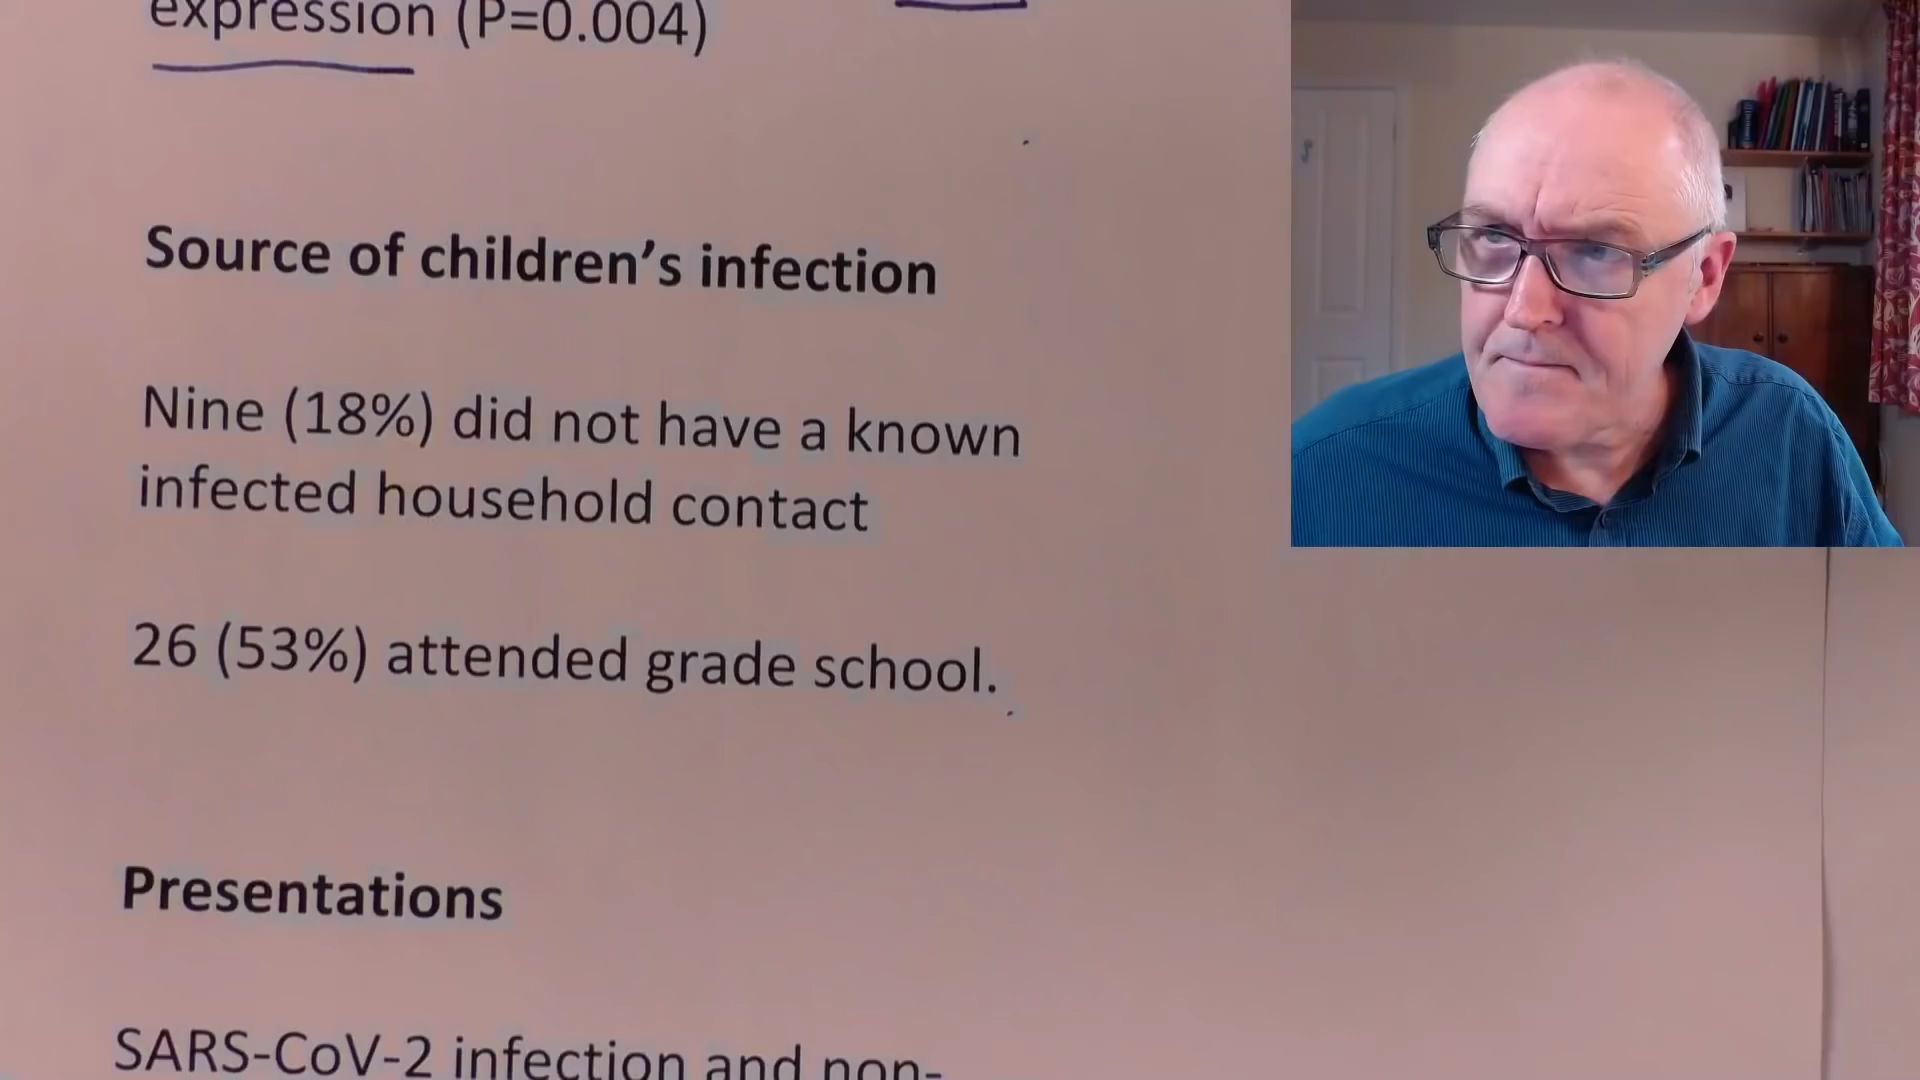 expression (P=0.004)
Source of children’s infection
Nine (18%) did not have a known
infected household contact
26 (53%) attended grade school.
Presentations
SARS-CoV-2 infection and non-